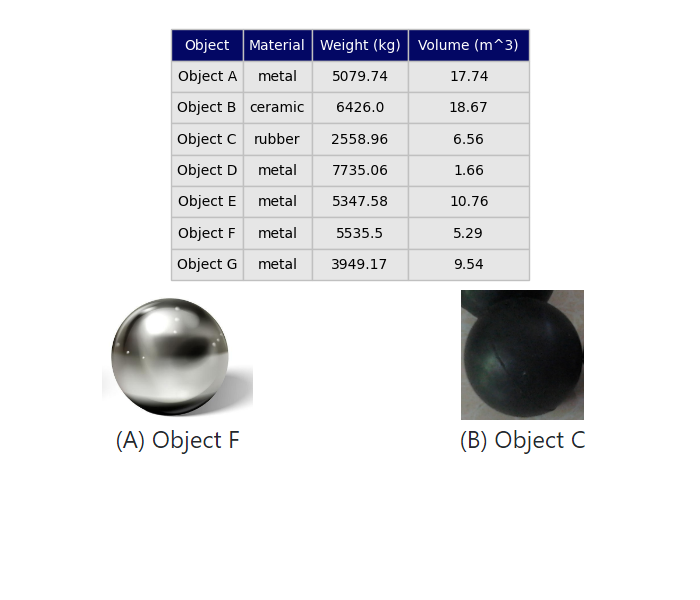 Object Material Weight (kg) Volume (m^3)
Object A metal 5079.74 17.74
Object B ceramic 6426.0 18.67
Object C rubber 2558.96 6.56
Object D metal 7735.06 1.66
Object E metal 5347.58 10.76
Object F metal 5535.5 5.29
Object G metal 3949.17 9.54
(A) Object F (B) Object C